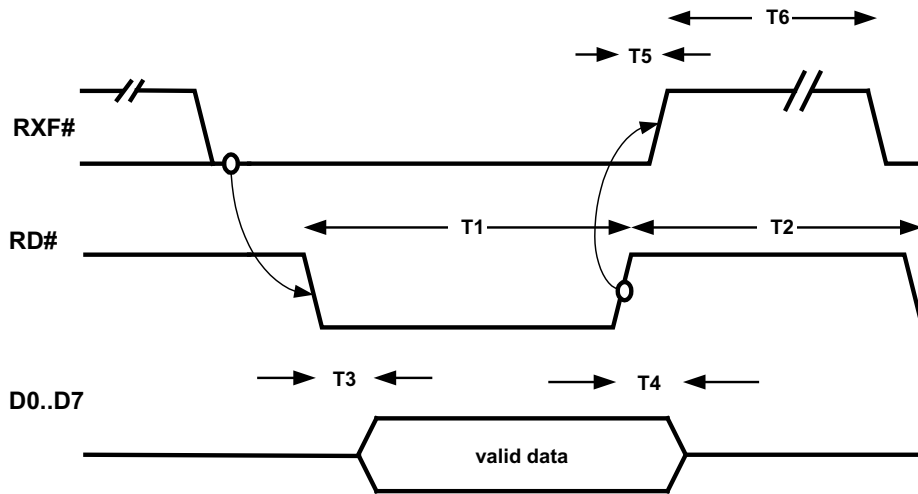 T6
T5
RXF#
T1
T2
RD#
T3
T4
D0..D7
valid data